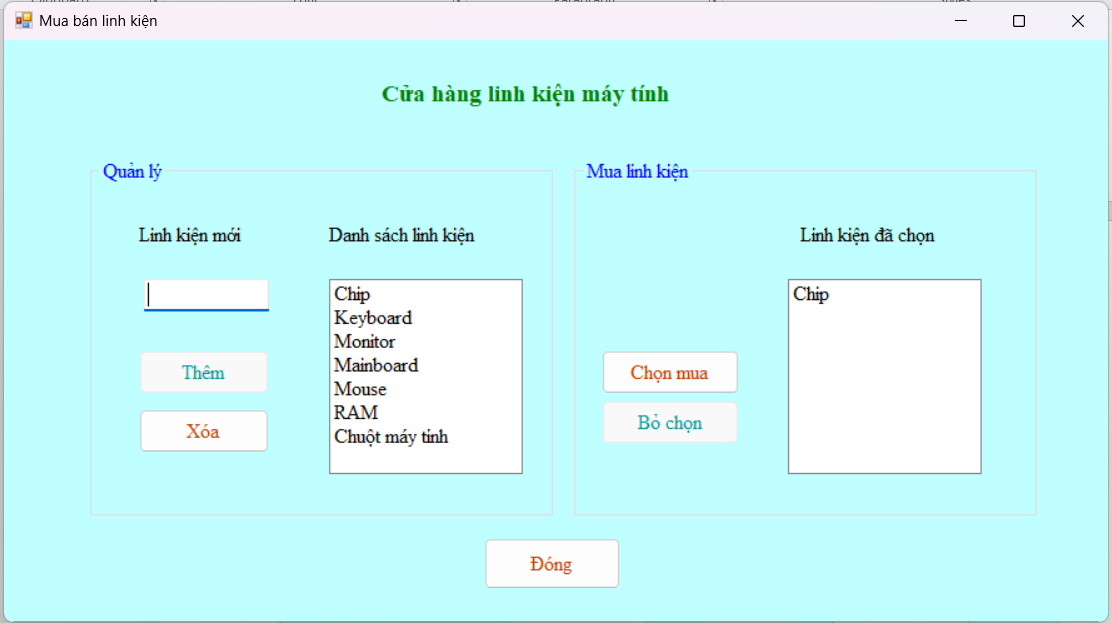 Mua bán linh kiện
Cửa hàng linh kiện máy tính
Quản lý
Linh kiện mới
Danh sách linh kiện
Chip
Keyboard
Monitor
Mainboard
Mouse
RAM
Chuột máy tính
Thêm
Xóa
Mua linh kiện
Linh kiện đã chọn
Chip
Chọn mua
Bỏ chọn
Đóng